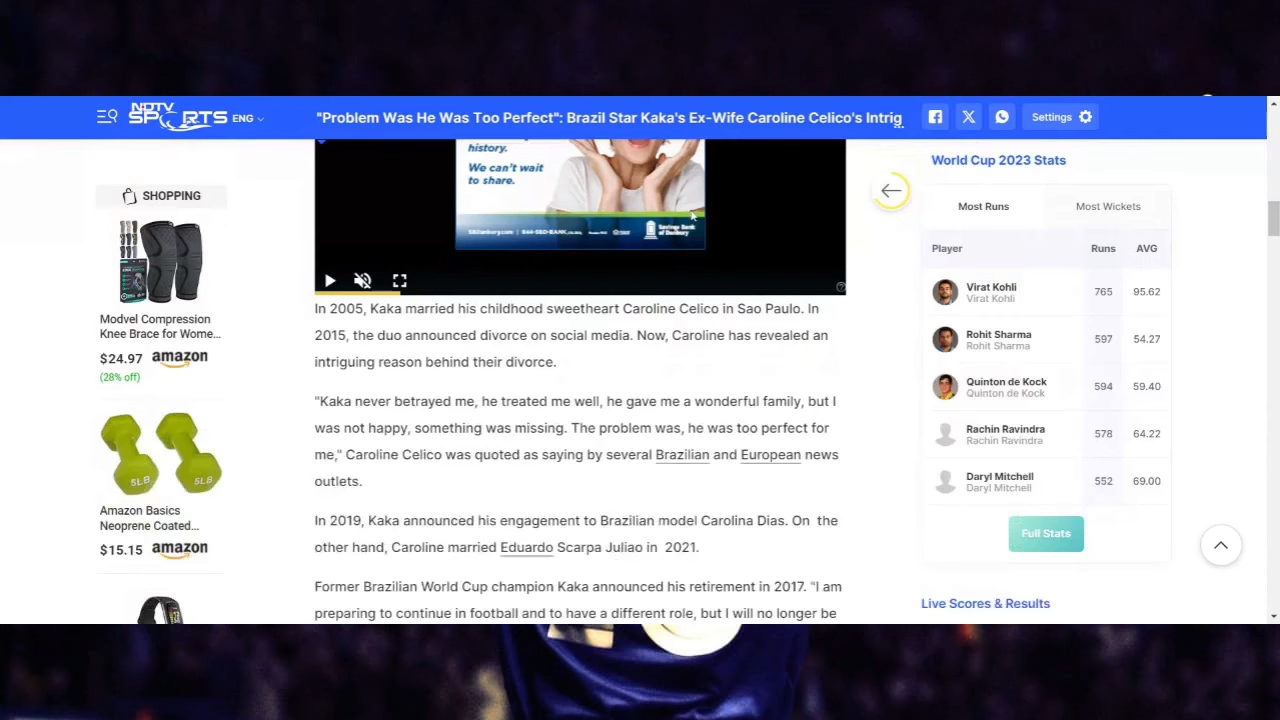 NDTV
SPORTS
ENG
"Problem Was He Was Too Perfect": Brazil Star Kaka's Ex-Wife Caroline Celico's Intrig
Settings
SHOPPING
Modvel Compression
Knee Brace for Wome...
$24.97 amazon
(28% off)
5LB 5LB
Amazon Basics
Neoprene Coated...
$15.15 amazon
history.
We can't wait
to share.
Savings Bank
of Danbury
In 2005, Kaka married his childhood sweetheart Caroline Celico in Sao Paulo. In
2015, the duo announced divorce on social media. Now, Caroline has revealed an
intriguing reason behind their divorce.
"Kaka never betrayed me, he treated me well, he gave me a wonderful family, but I
was not happy, something was missing. The problem was, he was too perfect for
me," Caroline Celico was quoted as saying by several Brazilian and European news
outlets.
In 2019, Kaka announced his engagement to Brazilian model Carolina Dias. On the
other hand, Caroline married Eduardo Scarpa Juliao in 2021.
Former Brazilian World Cup champion Kaka announced his retirement in 2017. "I am
preparing to continue in football and to have a different role, but I will no longer be
World Cup 2023 Stats
Most Runs Most Wickets
Player Runs AVG
Virat Kohli
Virat Kohli
765 95.62
Rohit Sharma
Rohit Sharma
597 54.27
Quinton de Kock
Quinton de Kock
594 59.40
Rachin Ravindra
Rachin Ravindra
578 64.22
Daryl Mitchell
Daryl Mitchell
552 69.00
Full Stats
Live Scores & Results